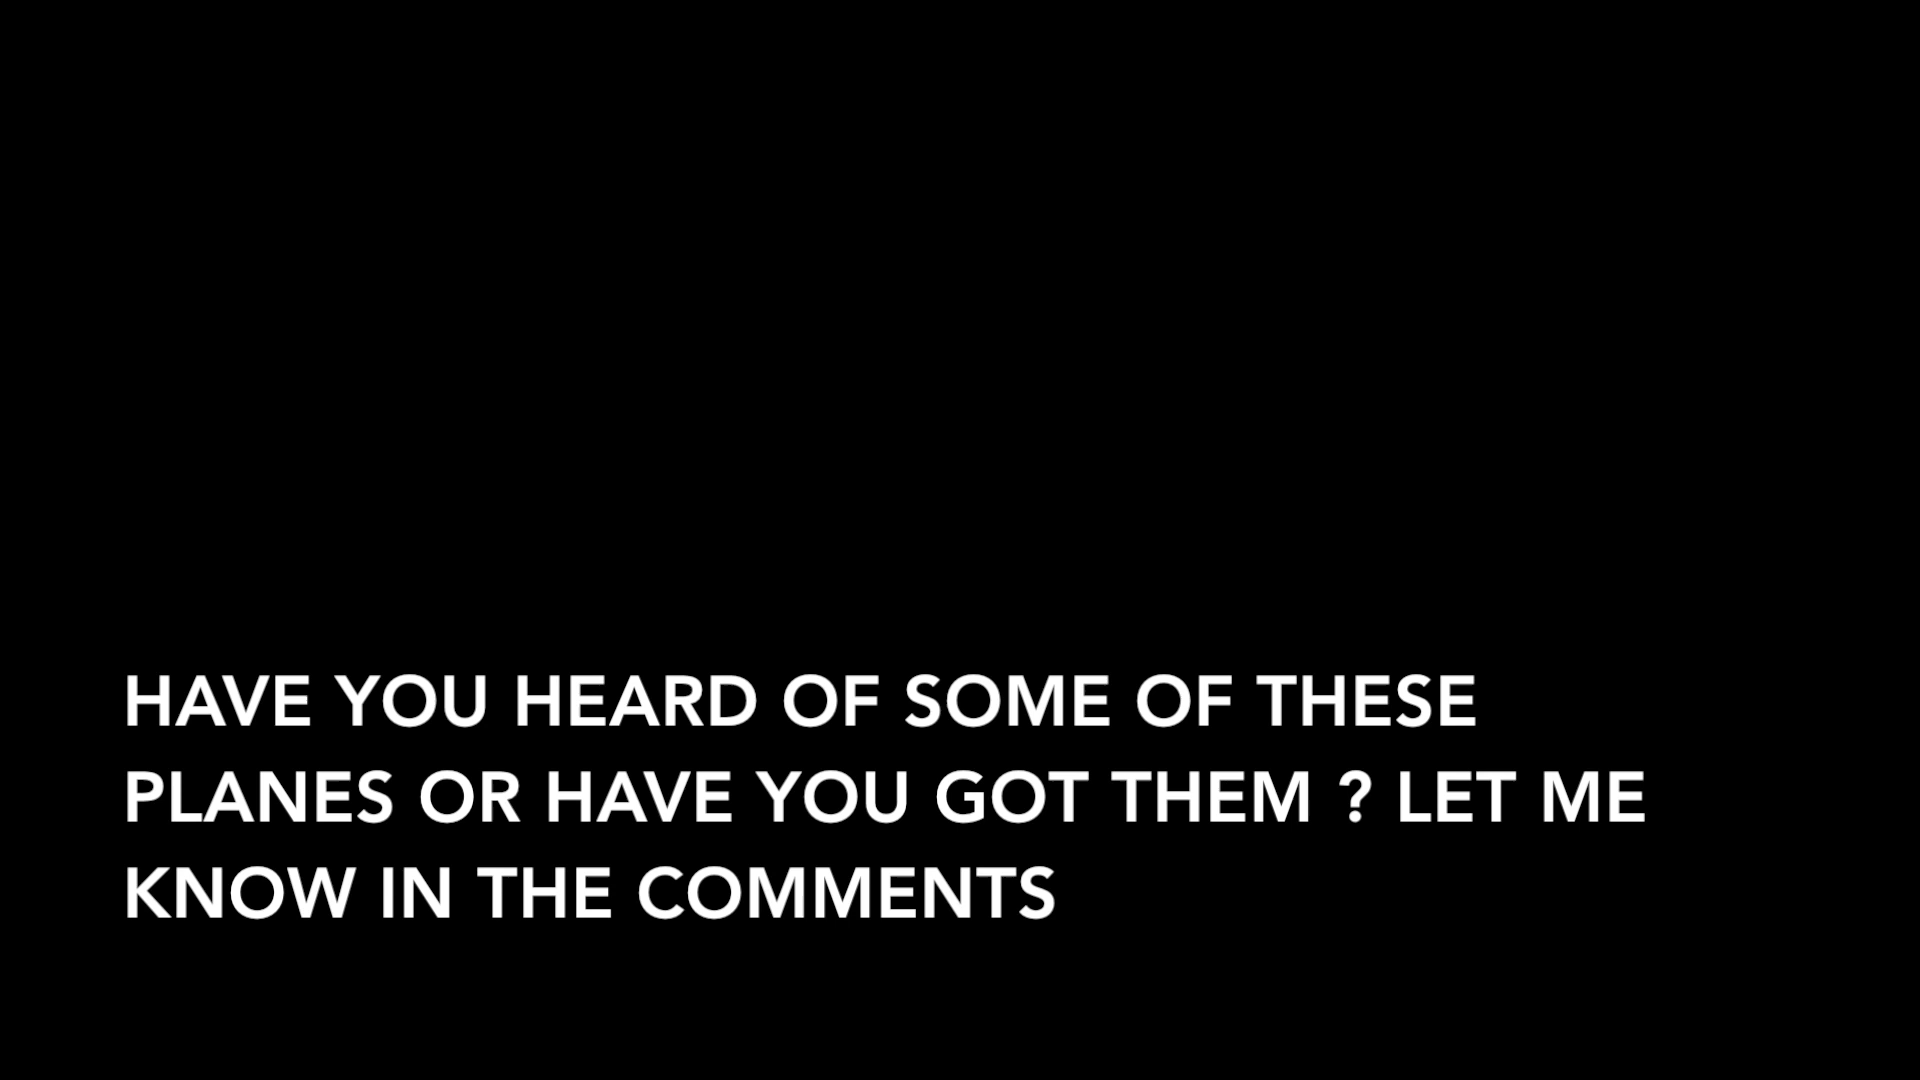 HAVE YOU HEARD OF SOME OF THESE
PLANES OR HAVE YOU GOT THEM ? LET ME
KNOW IN THE COMMENTS